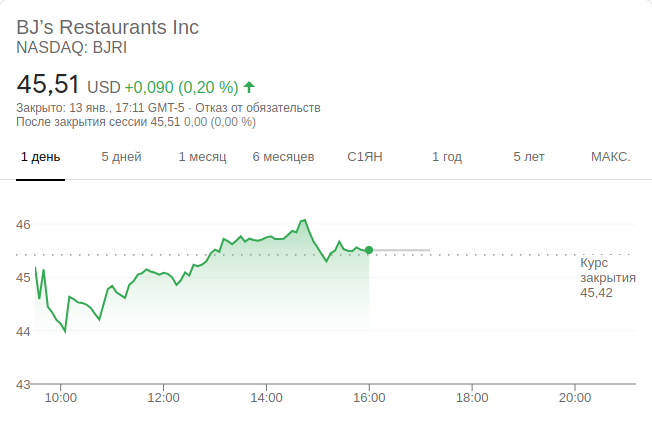 BJ’s Restaurants Inc
NASDAQ: BJRI
45,51 USD +0,090 (0,20 %)
Закрыто: 13 янв., 17:11 GMT-5 · Отказ от обязательств
После закрытия сессии 45,51 0,00 (0,00 %)
1 день 5 дней 1 месяц 6 месяцев С1ЯН 1 год 5 лет МАКС.
46
45
44
43
Курс
закрытия
45,42
10:00 12:00 14:00 16:00 18:00 20:00